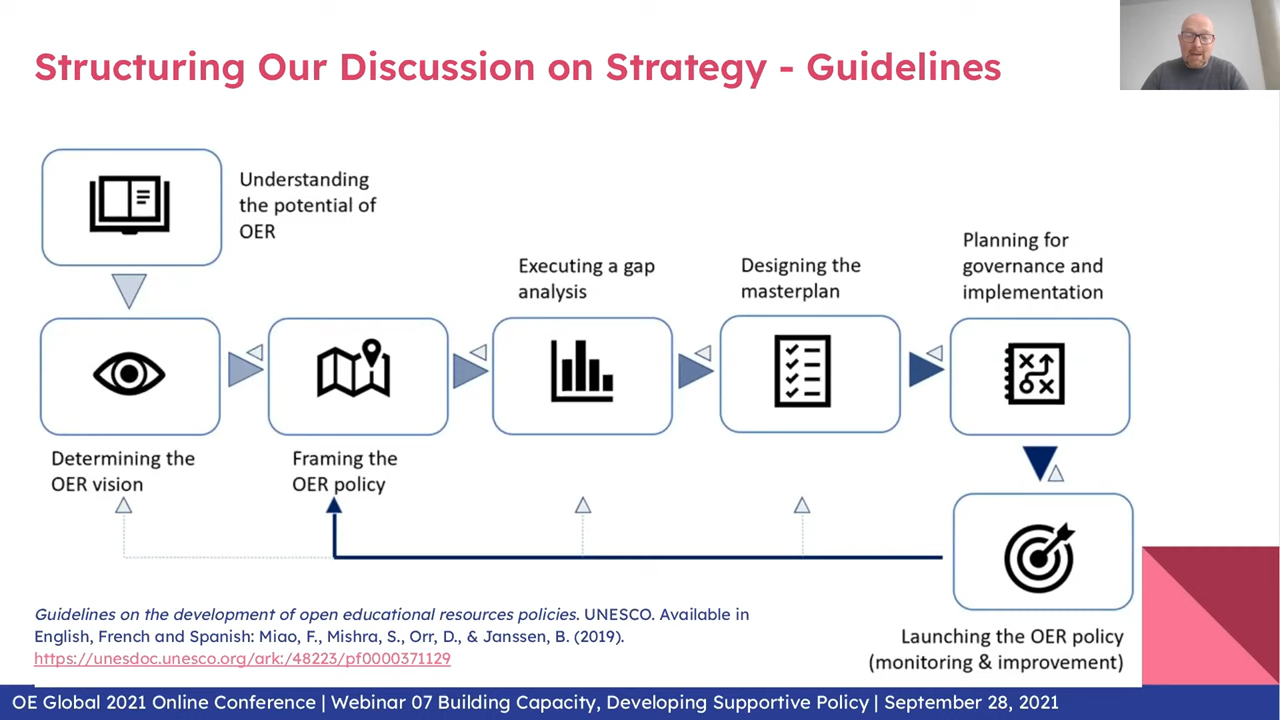 Structuring Our Discussion on Strategy - Guidelines
Understanding
the potential of
OER
Determining the
OER vision
Framing the
OER policy
Executing a gap
analysis
Designing the
masterplan
Planning for
governance and
implementation
Launching the OER policy
(monitoring & improvement)
Guidelines on the development of open educational resources policies. UNESCO. Available in
English, French and Spanish: Miao, F., Mishra, S., Orr, D., & Janssen, B. (2019).
https://unesdoc.unesco.org/ark:/48223/pf0000371129
OE Global 2021 Online Conference | Webinar 07 Building Capacity, Developing Supportive Policy | September 28, 2021